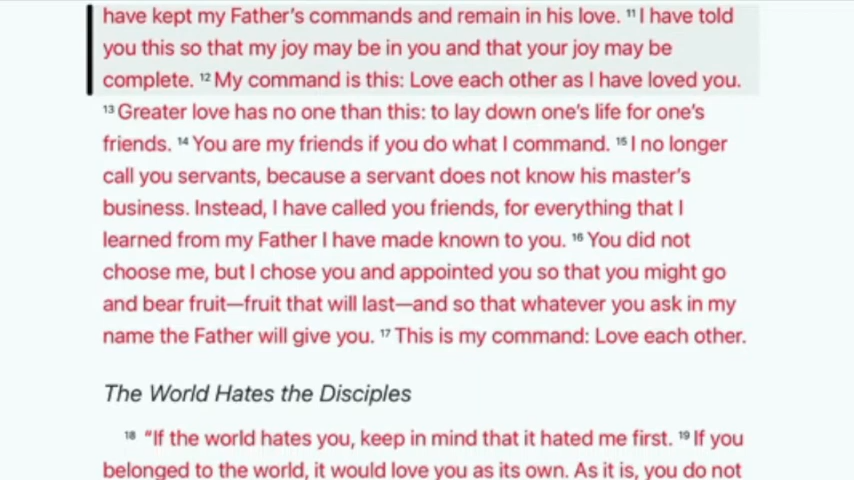 have kept my Father’s commands and remain in his love. 11 I have told
you this so that my joy may be in you and that your joy may be
complete. 12 My command is this: Love each other as I have loved you.
13 Greater love has no one than this: to lay down one’s life for one’s
friends. 14 You are my friends if you do what I command. 15 I no longer
call you servants, because a servant does not know his master’s
business. Instead, I have called you friends, for everything that I
learned from my Father I have made known to you. 16 You did not
choose me, but I chose you and appointed you so that you might go
and bear fruit—fruit that will last—and so that whatever you ask in my
name the Father will give you. 17 This is my command: Love each other.
The World Hates the Disciples
18 “If the world hates you, keep in mind that it hated me first. 19 If you
belonged to the world, it would love you as its own. As it is, you do not